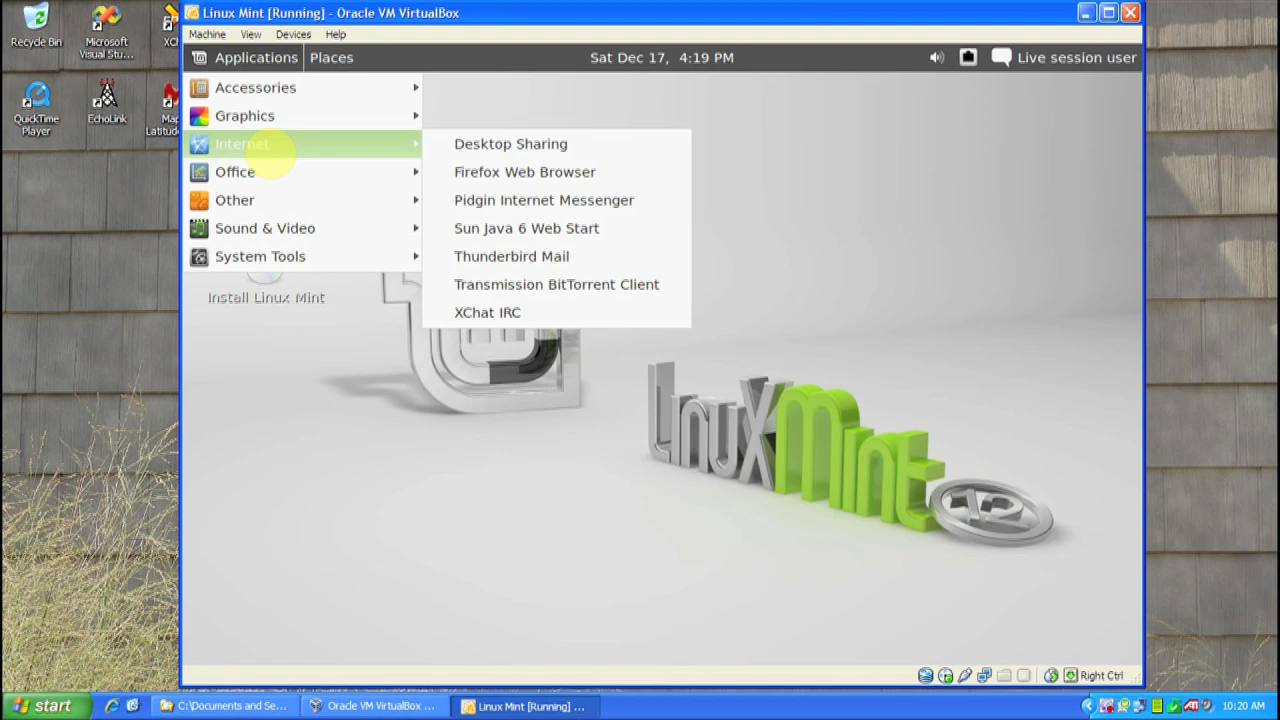 Linux Mint [Running] - Oracle VM VirtualBox
Machine View Devices Help
Applications Places Sat Dec 17, 4:19 PM Live session user
Recycle Bin
Microsoft Visual Stu...
QuickTime Player
EchoLink
Accessories
Graphics
Internet
Office
Other
Sound & Video
System Tools
Desktop Sharing
Firefox Web Browser
Pidgin Internet Messenger
Sun Java 6 Web Start
Thunderbird Mail
Transmission BitTorrent Client
XChat IRC
Install Linux Mint
LinuxMint
12
Right Ctrl
start
C:\Documents and Se...
Oracle VM VirtualBox ...
Linux Mint [Running] ...
10:20 AM